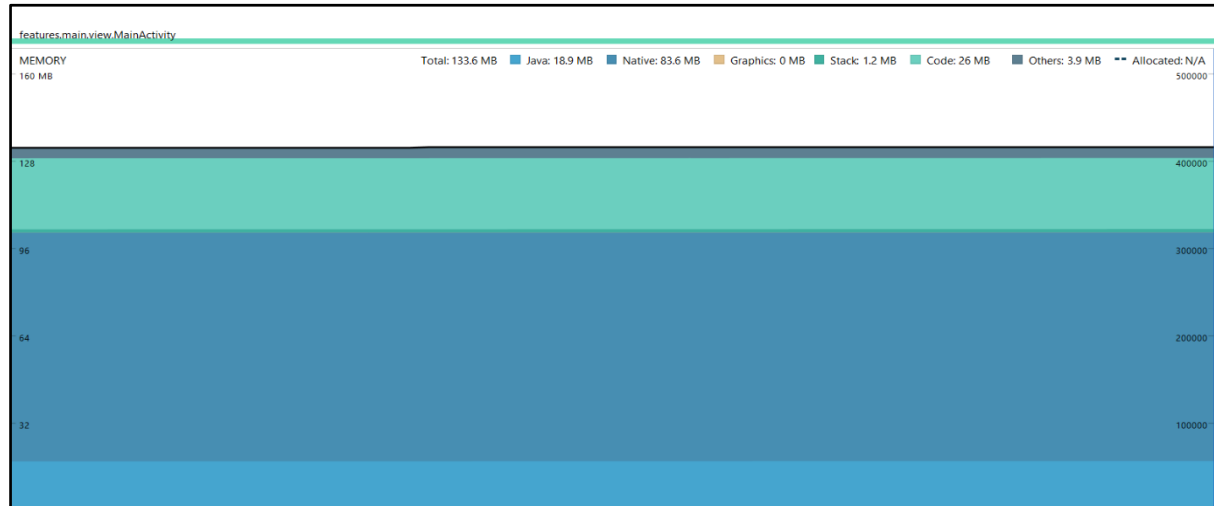 features.main.view.MainActivity
MEMORY Total: 133.6 MB Java: 18.9 MB Native: 83.6 MB Graphics: 0 MB Stack: 1.2 MB Code: 26 MB Others: 3.9 MB Allocated: N/A
160 MB 500000
128 400000
96 300000
64 200000
32 100000